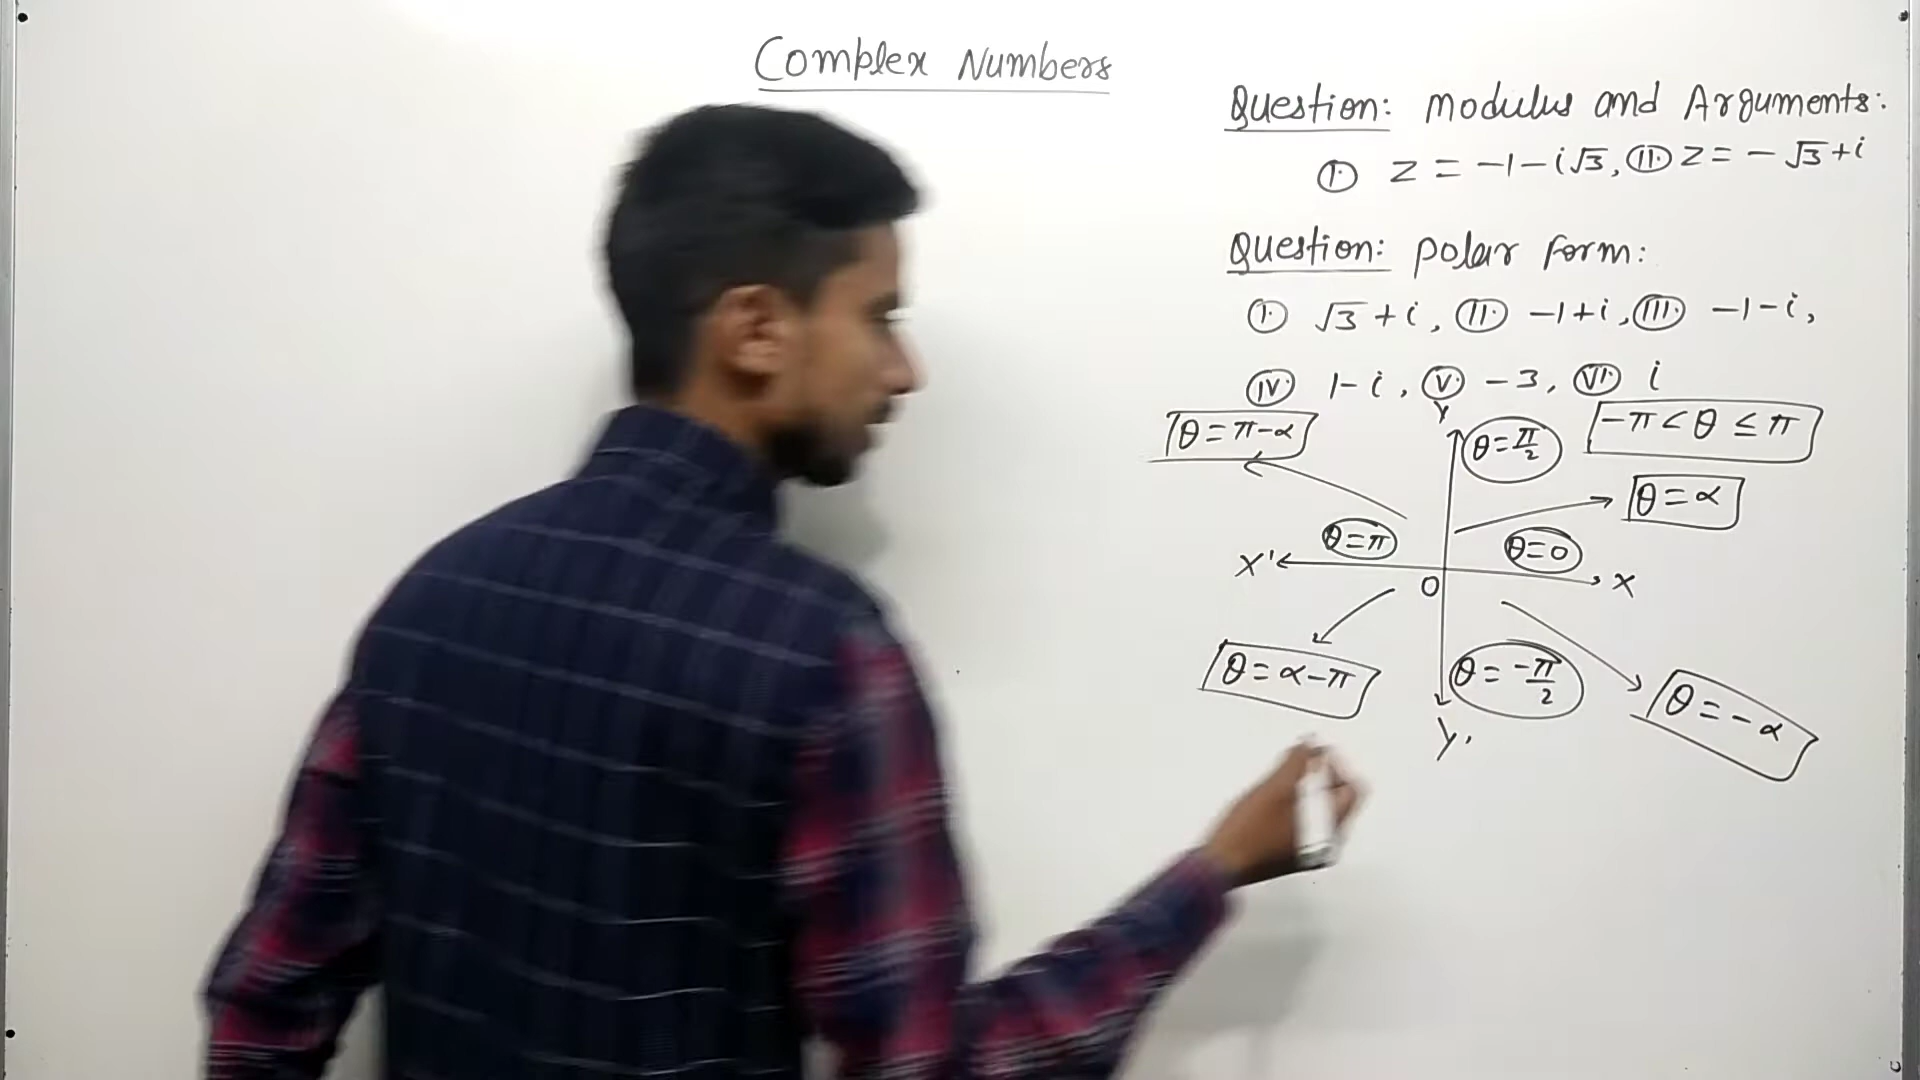 Complex Numbers
Question: Modulus and Arguments:
Ⓘ z = -1 - i√3, Ⓘⓘ z = -√3 + i
Question: polar form:
(I) √3 + i, (II) -1 + i, (III) -1 - i,
(IV) 1 - i, (V) -3, (VI) i
Y
-π < θ ≤ π
θ = π - α
θ = π/2
θ = α
θ = π
θ = 0
X'
O
X
θ = α - π
θ = -π/2
θ = -α
Y'